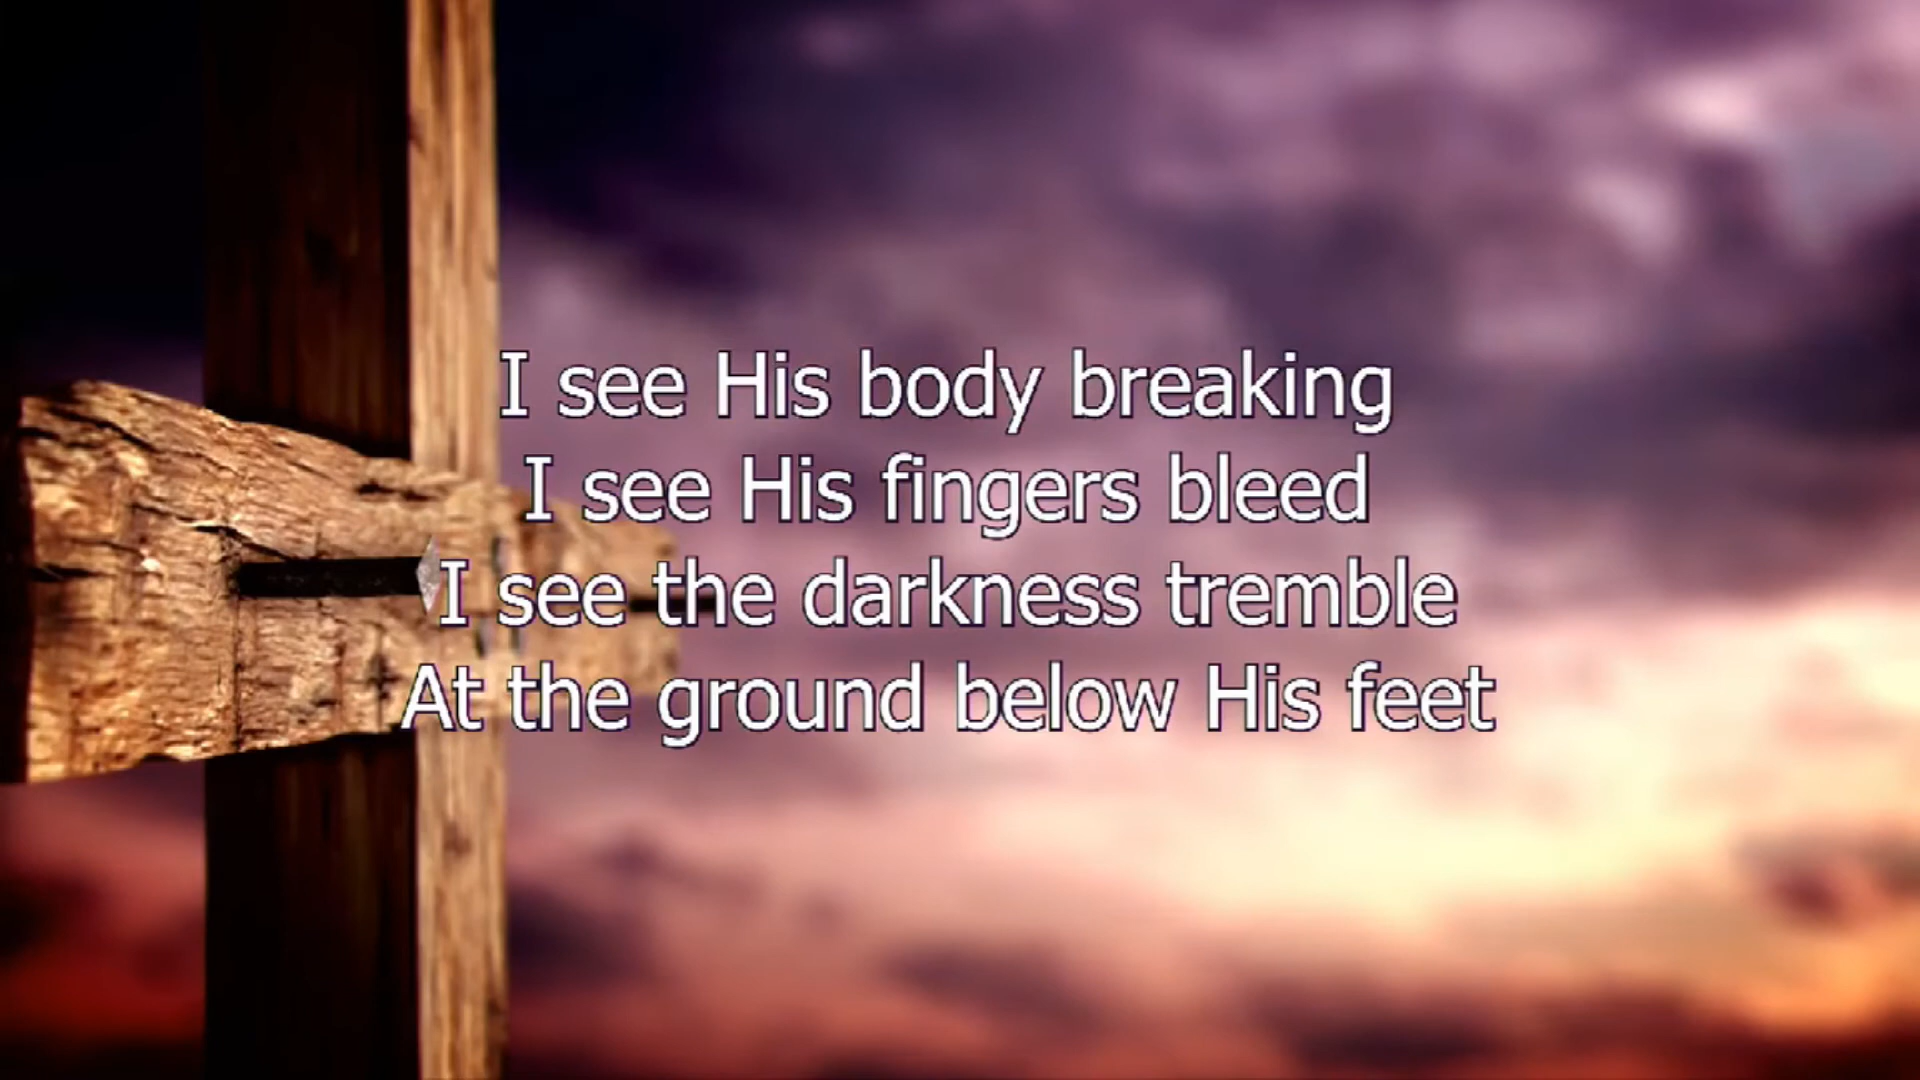 I see His body breaking
I see His fingers bleed
I see the darkness tremble
At the ground below His feet